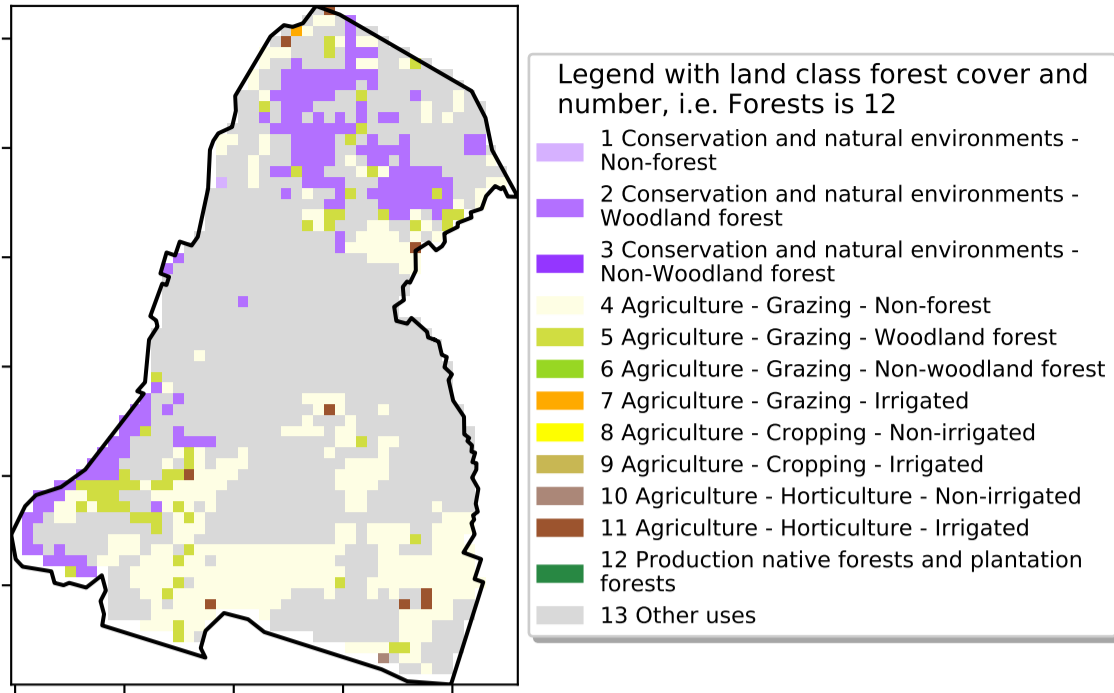 Legend with land class forest cover and
number, i.e. Forests is 12
1 Conservation and natural environments -
Non-forest
2 Conservation and natural environments -
Woodland forest
3 Conservation and natural environments -
Non-Woodland forest
4 Agriculture - Grazing - Non-forest
5 Agriculture - Grazing - Woodland forest
6 Agriculture - Grazing - Non-woodland forest
7 Agriculture - Grazing - Irrigated
8 Agriculture - Cropping - Non-irrigated
9 Agriculture - Cropping - Irrigated
10 Agriculture - Horticulture - Non-irrigated
11 Agriculture - Horticulture - Irrigated
12 Production native forests and plantation
forests
13 Other uses